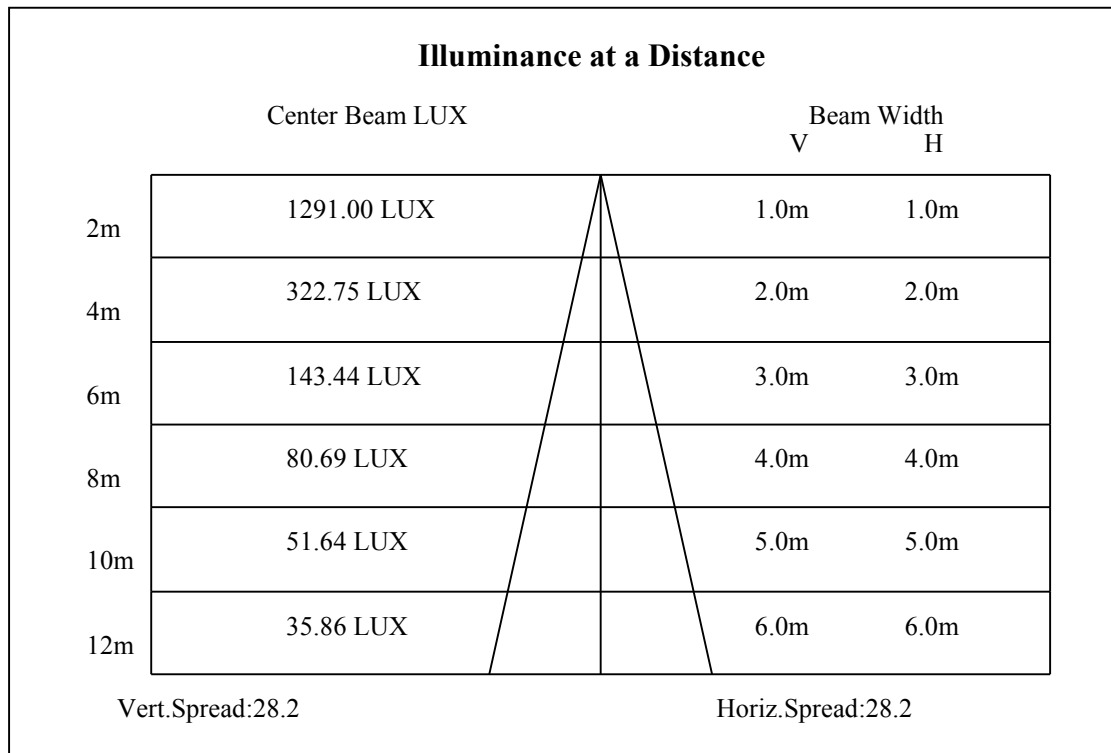 Illuminance at a Distance
Center Beam LUX Beam Width
V H
2m 1291.00 LUX 1.0m 1.0m
4m 322.75 LUX 2.0m 2.0m
6m 143.44 LUX 3.0m 3.0m
8m 80.69 LUX 4.0m 4.0m
10m 51.64 LUX 5.0m 5.0m
12m 35.86 LUX 6.0m 6.0m
Vert.Spread:28.2 Horiz.Spread:28.2